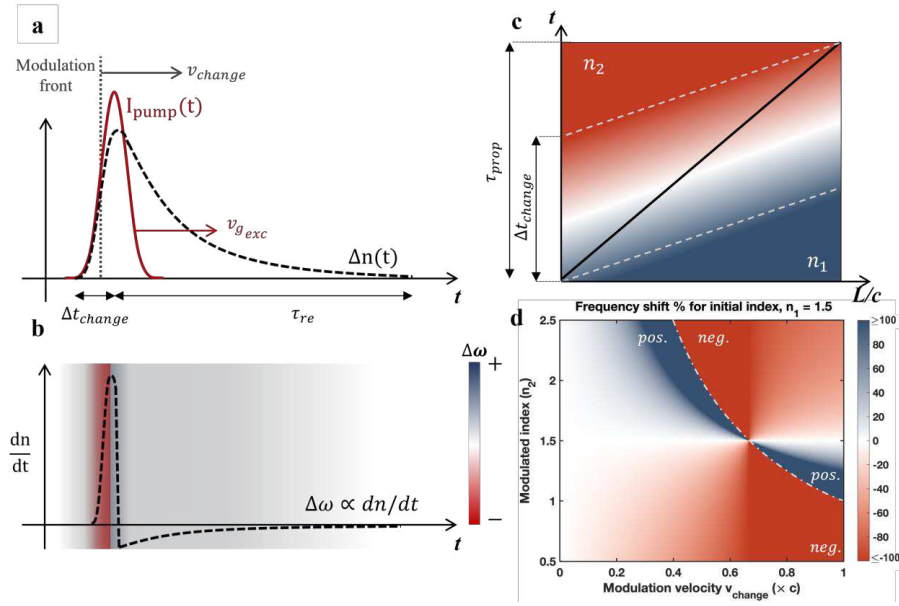 a
Modulation
front
v_change
I_pump(t)
v_g_exc
Δn(t)
t
Δt_change
τ_re
b
dn/dt
Δω ∝ dn/dt
t
Δω
+
−
c
t
n_2
τ_prop
Δt_change
n_1
L/c
d
Frequency shift % for initial index, n_1 = 1.5
Modulated index (n_2)
2.5
2
1.5
1
0.5
pos.
neg.
pos.
neg.
0
0.2
0.4
0.6
0.8
1
Modulation velocity v_change (× c)
≥100
80
60
40
20
0
-20
-40
-60
-80
≤-100